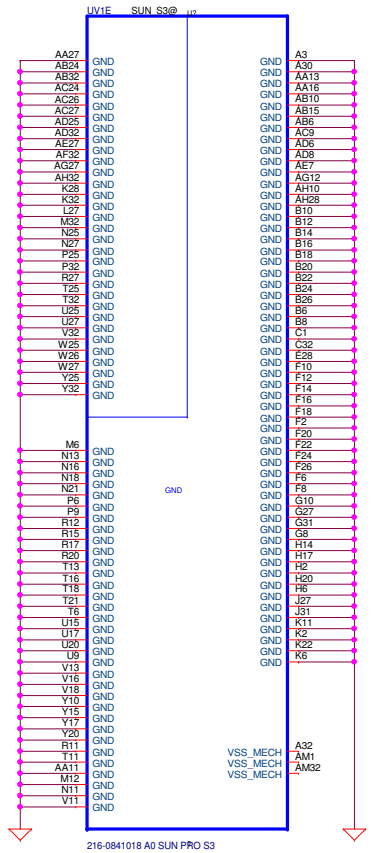 UV1E SUN S3@ U?
AA27 GND
AB24 GND
AB32 GND
AC24 GND
AC26 GND
AC27 GND
AD25 GND
AD32 GND
AE27 GND
AF32 GND
AG27 GND
AH32 GND
K28 GND
K32 GND
L27 GND
M32 GND
N25 GND
N27 GND
P25 GND
P32 GND
R27 GND
T25 GND
T32 GND
U25 GND
U27 GND
V32 GND
W25 GND
W26 GND
W27 GND
Y25 GND
Y32 GND
M6 GND
N13 GND
N16 GND
N18 GND
N21 GND
P6 GND
P9 GND
R12 GND
R15 GND
R17 GND
R20 GND
T13 GND
T16 GND
T18 GND
T21 GND
T6 GND
U15 GND
U17 GND
U20 GND
U9 GND
V13 GND
V16 GND
V18 GND
Y10 GND
Y15 GND
Y17 GND
Y20 GND
R11 GND
T11 GND
AA11 GND
M12 GND
N11 GND
V11 GND
GND
GND A3
GND A30
GND AA13
GND AA16
GND AB10
GND AB15
GND AB6
GND AC9
GND AD6
GND AD8
GND AE7
GND AG12
GND AH10
GND AH28
GND B10
GND B12
GND B14
GND B16
GND B18
GND B20
GND B22
GND B24
GND B26
GND B6
GND B8
GND C1
GND C32
GND E28
GND F10
GND F12
GND F14
GND F16
GND F18
GND F2
GND F20
GND F22
GND F24
GND F26
GND F6
GND F8
GND G10
GND G27
GND G31
GND G8
GND H14
GND H17
GND H2
GND H20
GND H6
GND J27
GND J31
GND K11
GND K2
GND K22
GND K6
VSS_MECH A32
VSS_MECH AM1
VSS_MECH AM32
216-0841018 A0 SUN PRO S3